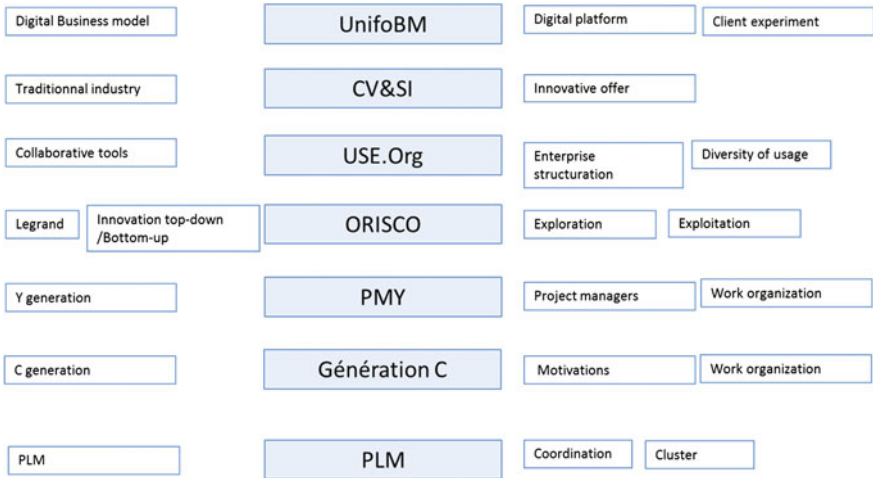 Digital Business model
UnifoBM
Digital platform
Client experiment
Traditionnal industry
CV&SI
Innovative offer
Collaborative tools
USE.Org
Enterprise
structuration
Diversity of usage
Legrand
Innovation top-down
/Bottom-up
ORISCO
Exploration
Exploitation
Y generation
PMY
Project managers
Work organization
C generation
Génération C
Motivations
Work organization
PLM
PLM
Coordination
Cluster